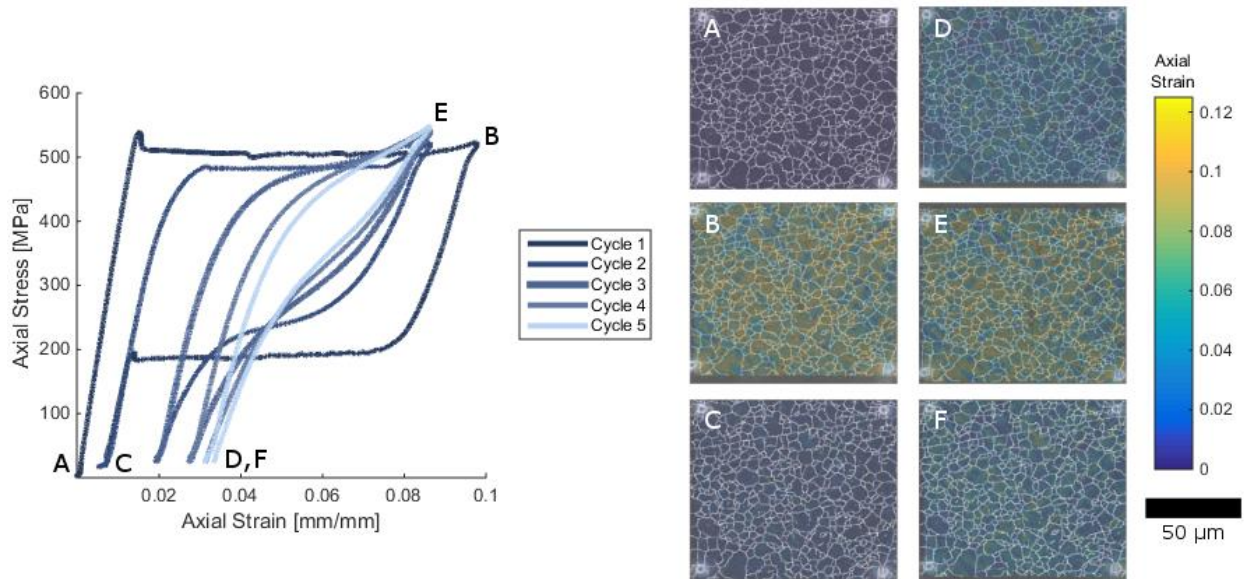 600
500
400
300
200
100
Axial Stress [MPa]
0.02
0.04
0.06
0.08
0.1
Axial Strain [mm/mm]
A
B
C
D,F
E
Cycle 1
Cycle 2
Cycle 3
Cycle 4
Cycle 5
A
D
B
E
C
F
Axial
Strain
0.12
0.1
0.08
0.06
0.04
0.02
0
50 µm